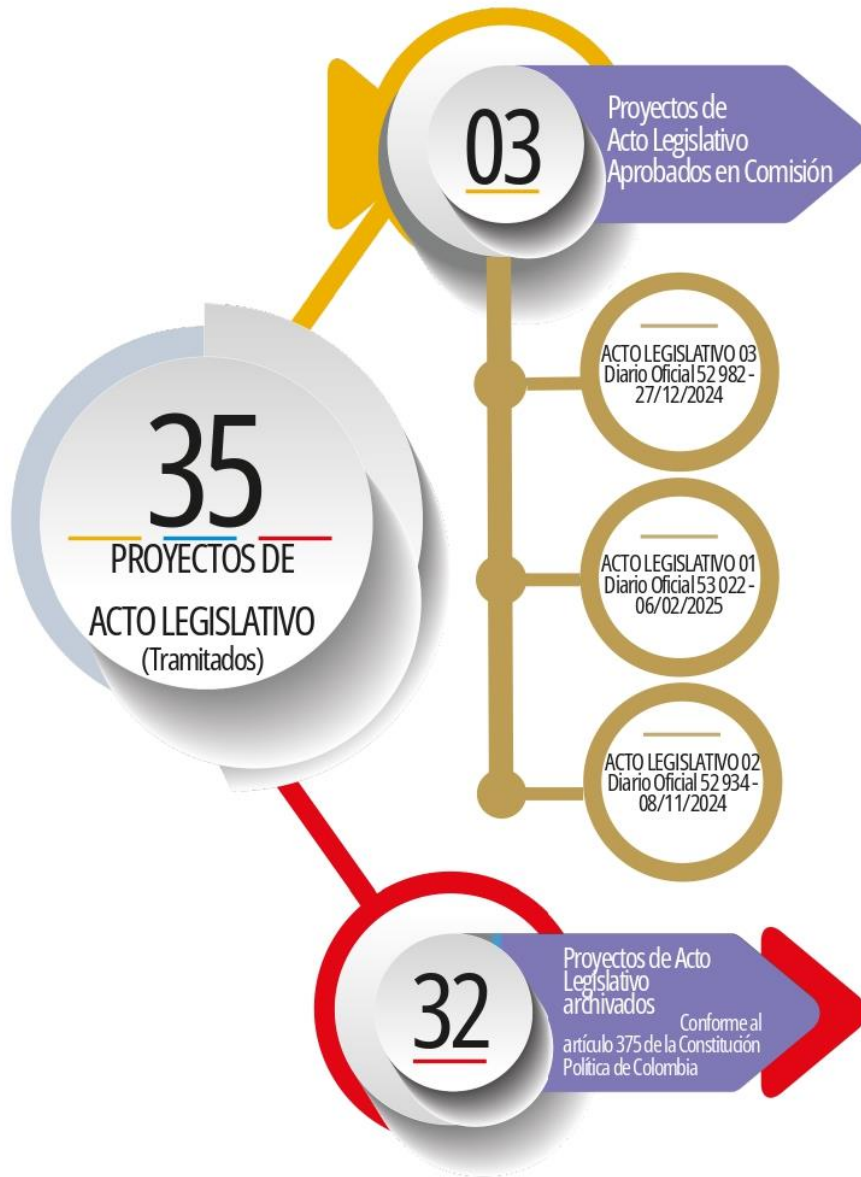 03
Proyectos de
Acto Legislativo
Aprobados en Comisión
ACTO LEGISLATIVO 03
Diario Oficial 52 982 -
27/12/2024
35
PROYECTOS DE
ACTO LEGISLATIVO
(Tramitados)
ACTO LEGISLATIVO 01
Diario Oficial 53 022 -
06/02/2025
ACTO LEGISLATIVO 02
Diario Oficial 52 934 -
08/11/2024
32
Proyectos de Acto
Legislativo
archivados
Conforme al
artículo 375 de la Constitución
Política de Colombia